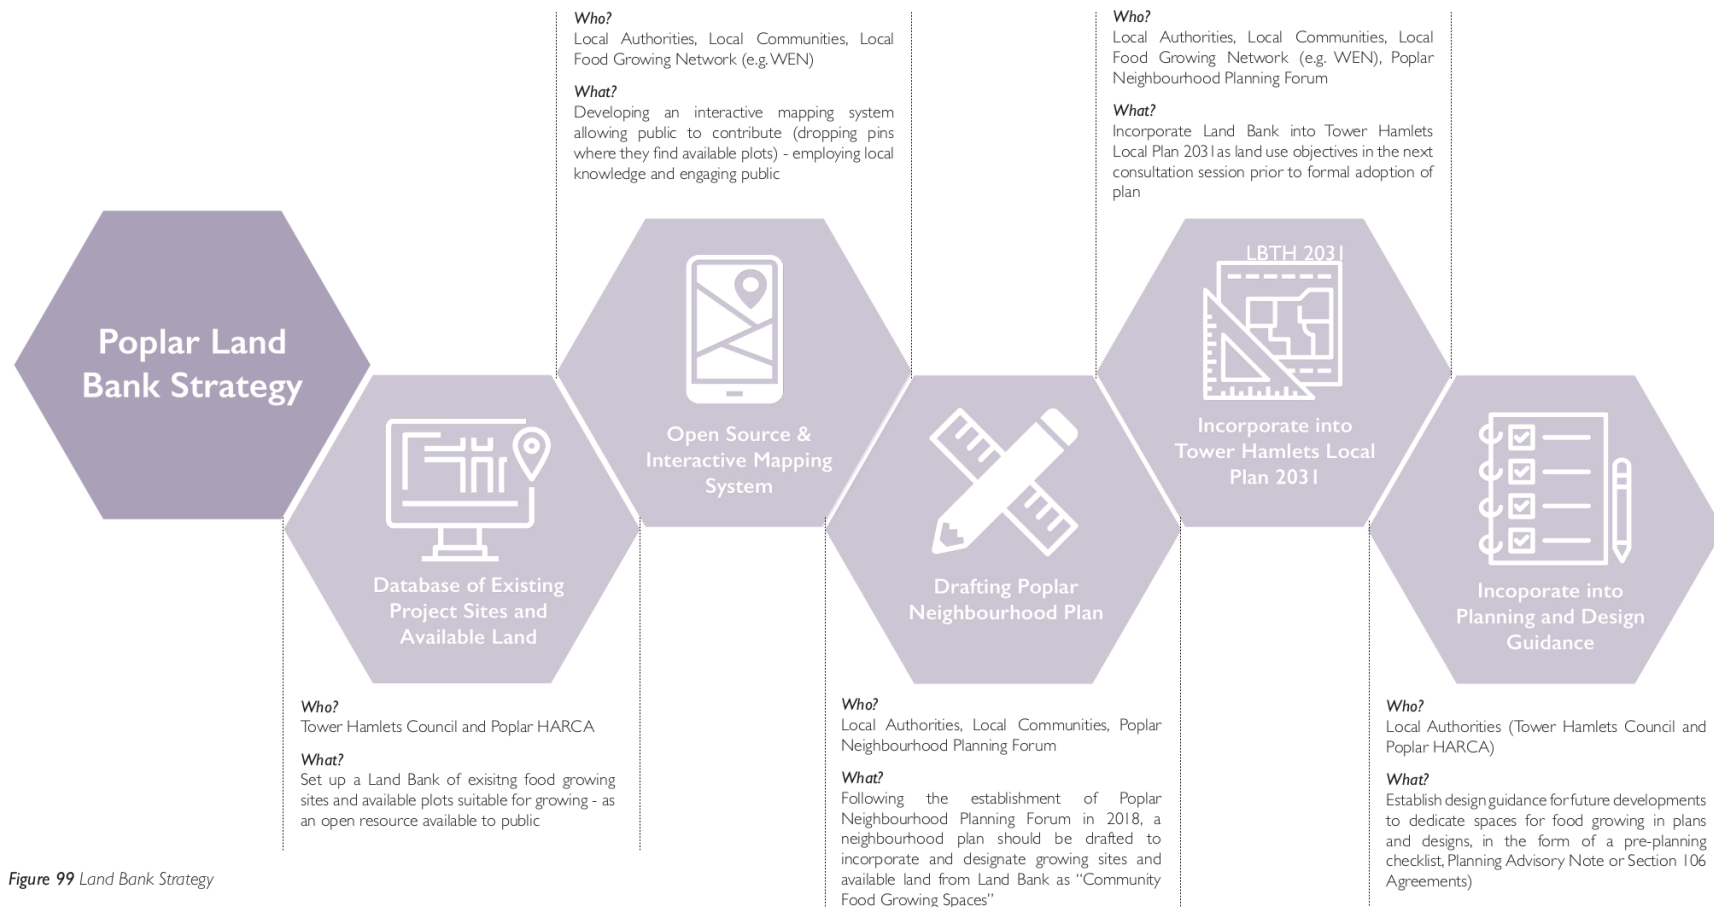 Poplar Land
Bank Strategy
Database of Existing
Project Sites and
Available Land
Who?
Tower Hamlets Council and Poplar HARCA
What?
Set up a Land Bank of exisitng food growing
sites and available plots suitable for growing - as
an open resource available to public
Who?
Local Authorities, Local Communities, Local
Food Growing Network (e.g. WEN)
What?
Developing an interactive mapping system
allowing public to contribute (dropping pins
where they find available plots) - employing local
knowledge and engaging public
Open Source &
Interactive Mapping
System
Drafting Poplar
Neighbourhood Plan
Who?
Local Authorities, Local Communities, Poplar
Neighbourhood Planning Forum
What?
Following the establishment of Poplar
Neighbourhood Planning Forum in 2018, a
neighbourhood plan should be drafted to
incorporate and designate growing sites and
available land from Land Bank as “Community
Food Growing Spaces”
Who?
Local Authorities, Local Communities, Local
Food Growing Network (e.g. WEN), Poplar
Neighbourhood Planning Forum
What?
Incorporate Land Bank into Tower Hamlets
Local Plan 2031as land use objectives in the next
consultation session prior to formal adoption of
plan
LBTH 2031
Incorporate into
Tower Hamlets Local
Plan 2031
Incoporate into
Planning and Design
Guidance
Who?
Local Authorities (Tower Hamlets Council and
Poplar HARCA)
What?
Establish design guidance for future developments
to dedicate spaces for food growing in plans
and designs, in the form of a pre-planning
checklist, Planning Advisory Note or Section 106
Agreements)
Figure 99 Land Bank Strategy